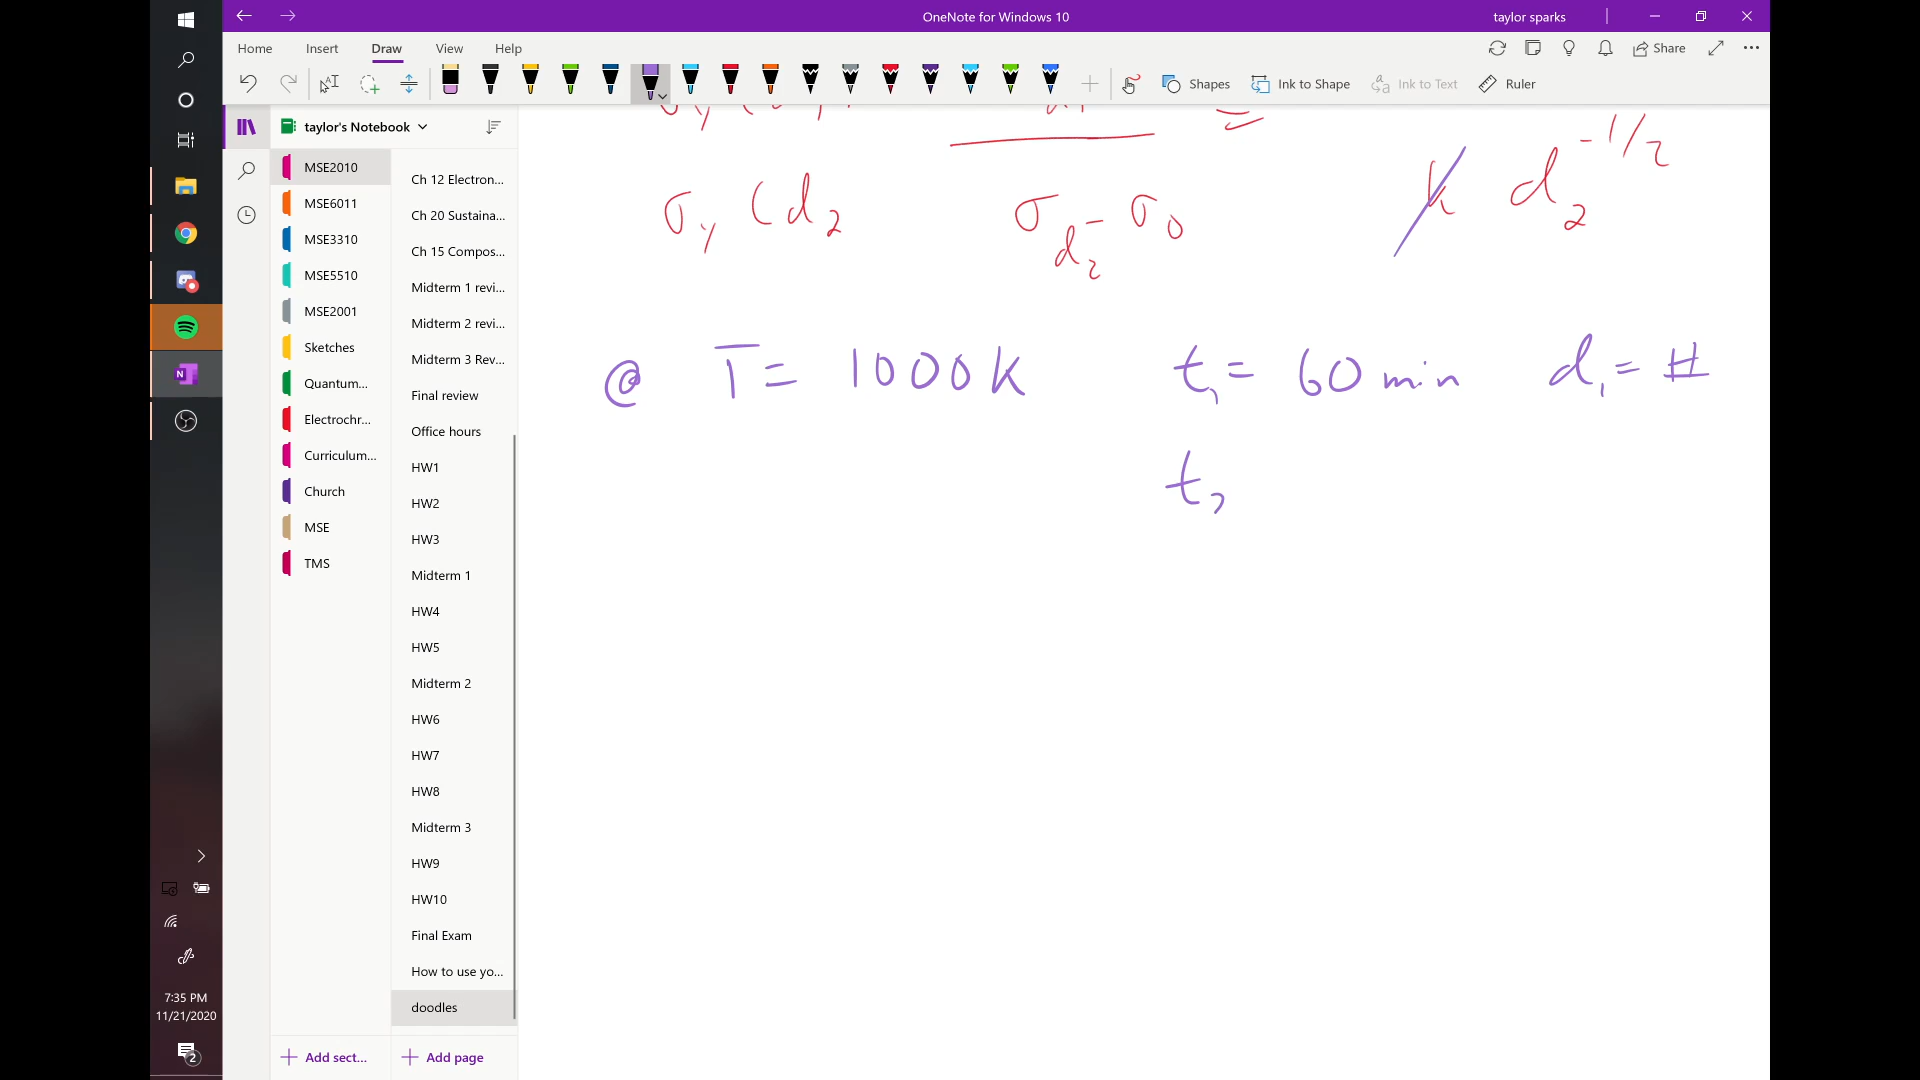 OneNote for Windows 10
taylor sparks
Home Insert Draw View Help
Share
Shapes Ink to Shape Ink to Text Ruler
taylor's Notebook
MSE2010
MSE6011
MSE3310
MSE5510
MSE2001
Sketches
Quantum...
Electrochr...
Curriculum...
Church
MSE
TMS
Add sect...
Ch 12 Electron...
Ch 20 Sustaina...
Ch 15 Compos...
Midterm 1 revi...
Midterm 2 revi...
Midterm 3 Rev...
Final review
Office hours
HW1
HW2
HW3
Midterm 1
HW4
HW5
Midterm 2
HW6
HW7
HW8
Midterm 3
HW9
HW10
Final Exam
How to use yo...
doodles
Add page
σy (d2 σd2 - σ0 k d2^-1/2
@ T = 1000K t1 = 60 min d1 = #
t2
7:35 PM
11/21/2020
2